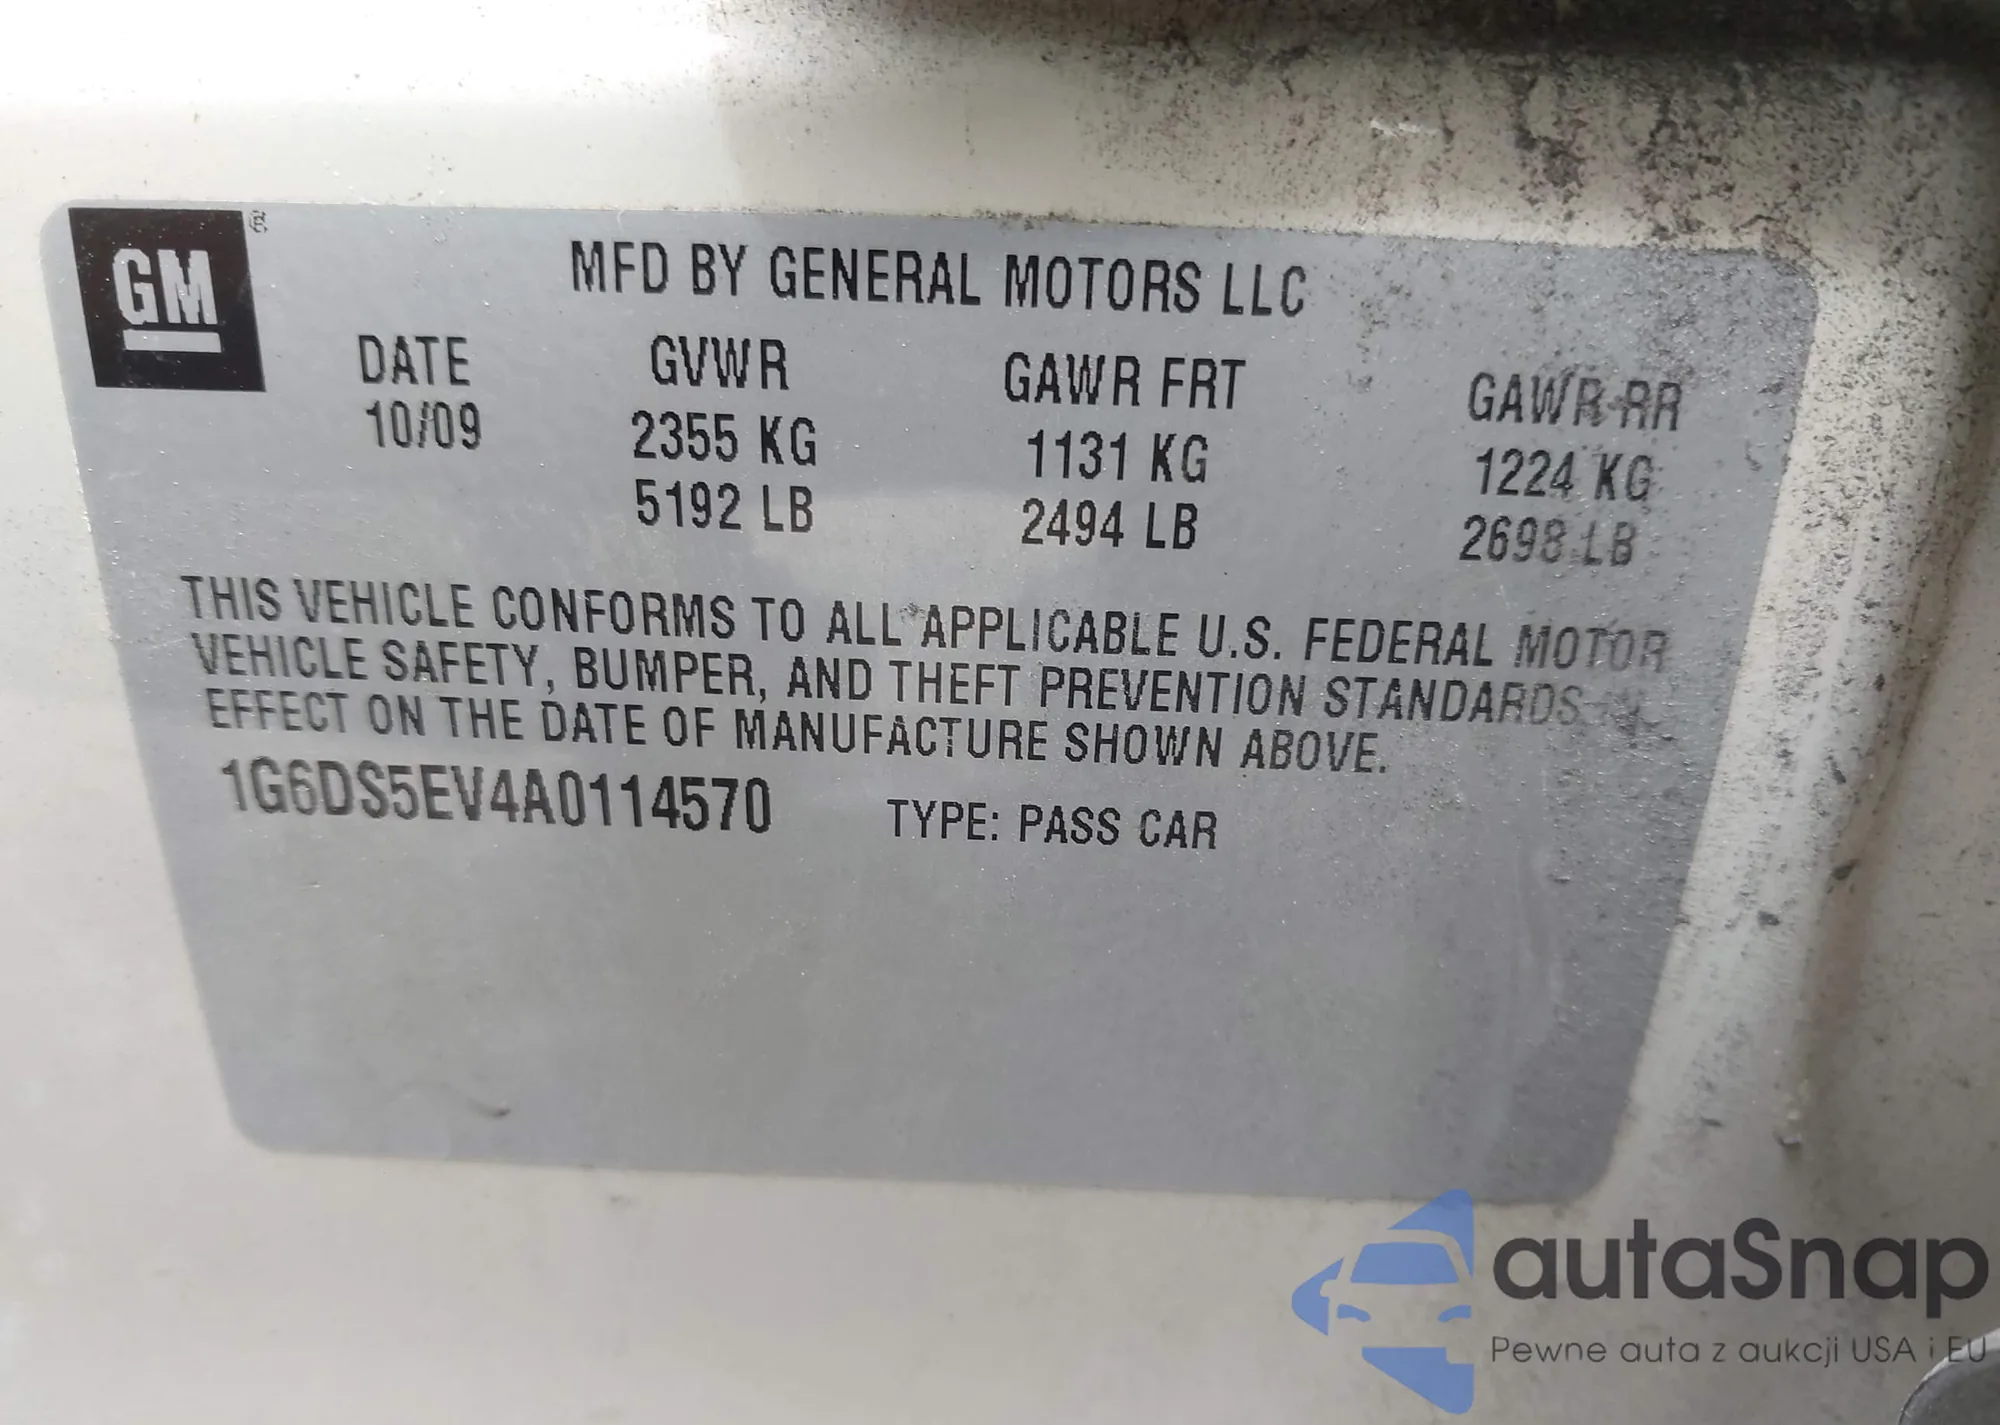 GM®
MFD BY GENERAL MOTORS LLC
DATE GVWR GAWR FRT GAWR RR
10/09 2355 KG 1131 KG 1224 KG
5192 LB 2494 LB 2698 LB
THIS VEHICLE CONFORMS TO ALL APPLICABLE U.S. FEDERAL MOTOR
VEHICLE SAFETY, BUMPER, AND THEFT PREVENTION STANDARDS
EFFECT ON THE DATE OF MANUFACTURE SHOWN ABOVE.
1G6DS5EV4A0114570 TYPE: PASS CAR
autaSnap
Pewne auta z aukcji USA i EU